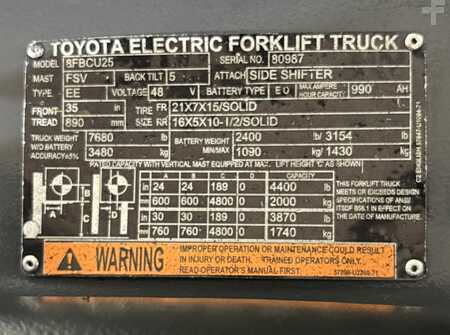 TOYOTA ELECTRIC FORKLIFT TRUCK
MODEL 8FBCU25 SERIAL NO. 80987
MAST FSV BACK TILT 5 ATTACH SIDE SHIFTER
TYPE EE VOLTAGE 48 V BATTERY TYPE EO MAX AMPERE HOUR CAPACITY 990 AH
FRONT TREAD 35 in 890 mm TIRE FR 21X7X15/SOLID
RR 16X5X10-1/2/SOLID
TRUCK WEIGHT W/O BATTERY ACCURACY±5% 7680 lb 3480 kg BATTERY WEIGHT MIN/MAX 2400 lb/ 3154 lb
1090 kg/ 1430 kg
RATED CAPACITY WITH VERTICAL MAST EQUIPPED AT MAX. LIFT HEIGHT AS SHOWN
A B C D
in 24 24 189 0 4400 lb
mm 600 600 4800 0 2000 kg
in 30 30 189 0 3870 lb
mm 760 760 4800 0 1740 kg
THIS FORKLIFT TRUCK
MEETS OR EXCEEDS DESIGN
SPECIFICATIONS OF ANSI/
ITSDF B56.1 IN EFFECT ON
THE DATE OF MANUFACTURE.
WARNING
IMPROPER OPERATION OR MAINTENANCE COULD RESULT
IN INJURY OR DEATH. TRAINED OPERATORS ONLY.
READ OPERATOR'S MANUAL FIRST.